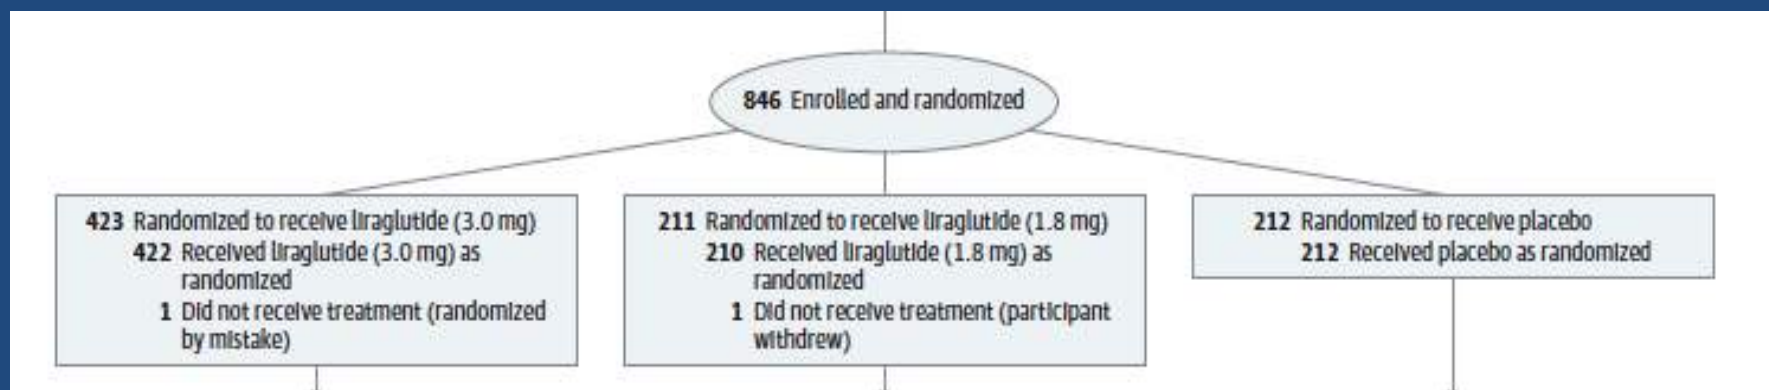 846 Enrolled and randomized
423 Randomized to receive liraglutide (3.0 mg)
422 Received liraglutide (3.0 mg) as
randomized
1 Did not receive treatment (randomized
by mistake)
211 Randomized to receive liraglutide (1.8 mg)
210 Received liraglutide (1.8 mg) as
randomized
1 Did not receive treatment (participant
withdrew)
212 Randomized to receive placebo
212 Received placebo as randomized